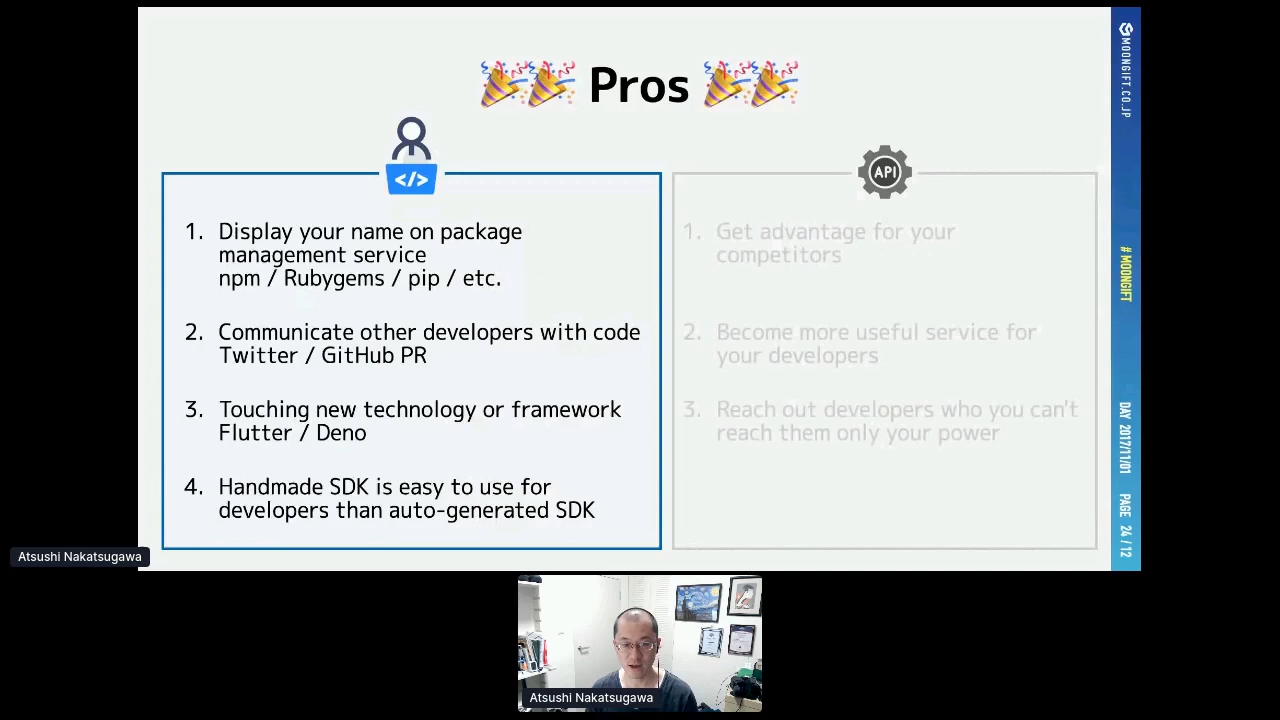 Pros
</>
API
1. Display your name on package
management service
npm / Rubygems / pip / etc.
2. Communicate other developers with code
Twitter / GitHub PR
3. Touching new technology or framework
Flutter / Deno
4. Handmade SDK is easy to use for
developers than auto-generated SDK
1. Get advantage for your
competitors
2. Become more useful service for
your developers
3. Reach out developers who you can't
reach them only your power
MOONGIFT.CO.JP
# MOONGIFT
DAY 2017/11/01
PAGE 24 / 12
Atsushi Nakatsugawa
Atsushi Nakatsugawa